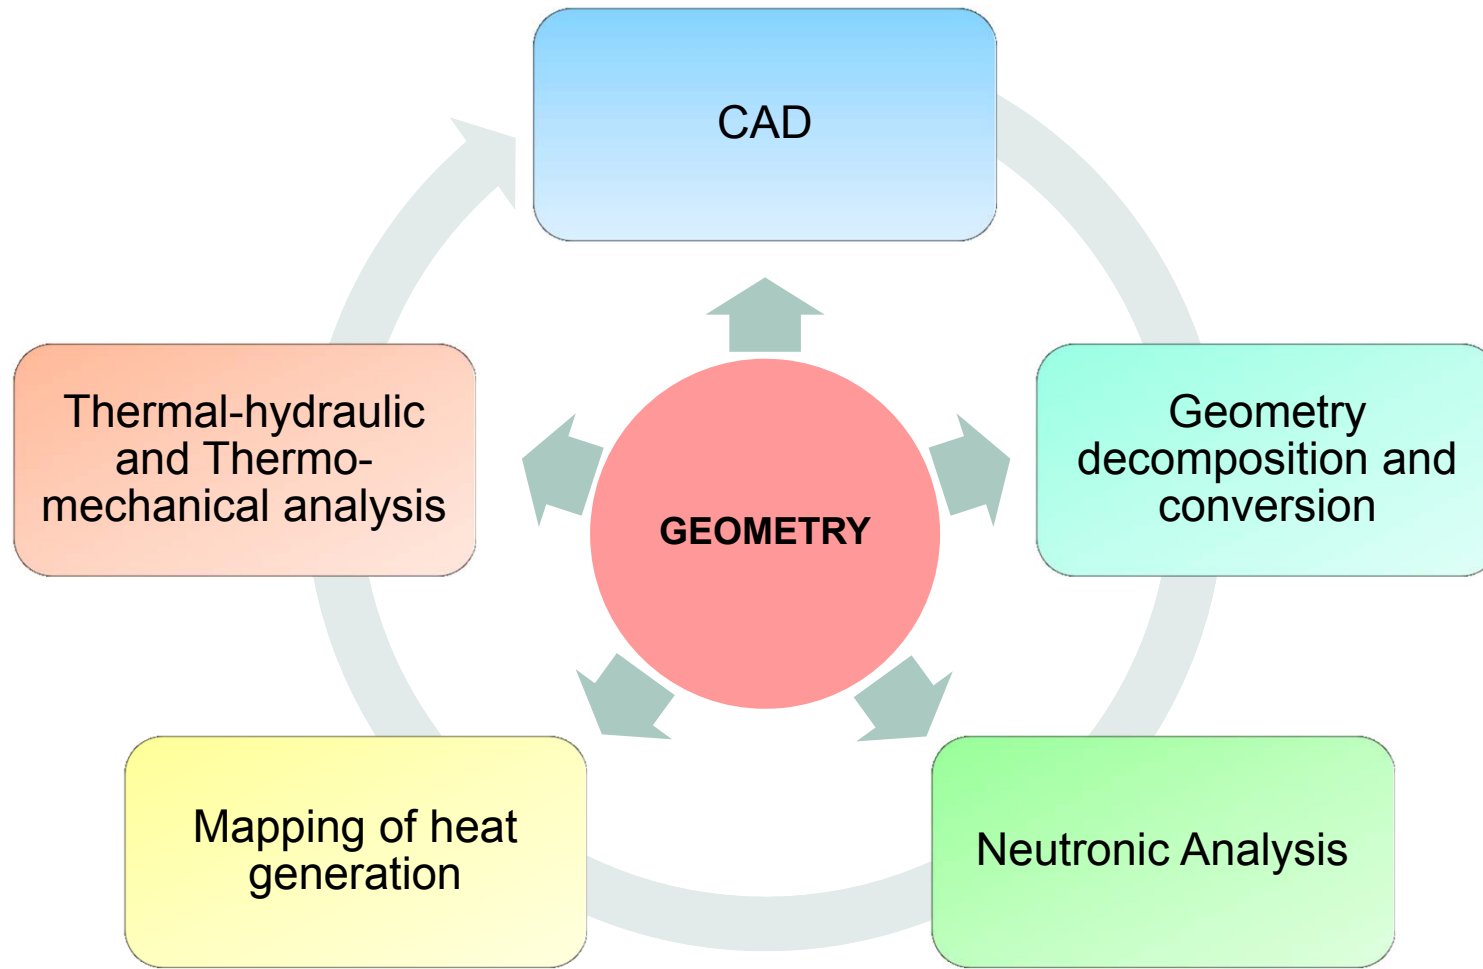 CAD
Geometry
decomposition and
conversion
Neutronic Analysis
Mapping of heat
generation
Thermal-hydraulic
and Thermo-
mechanical analysis
GEOMETRY